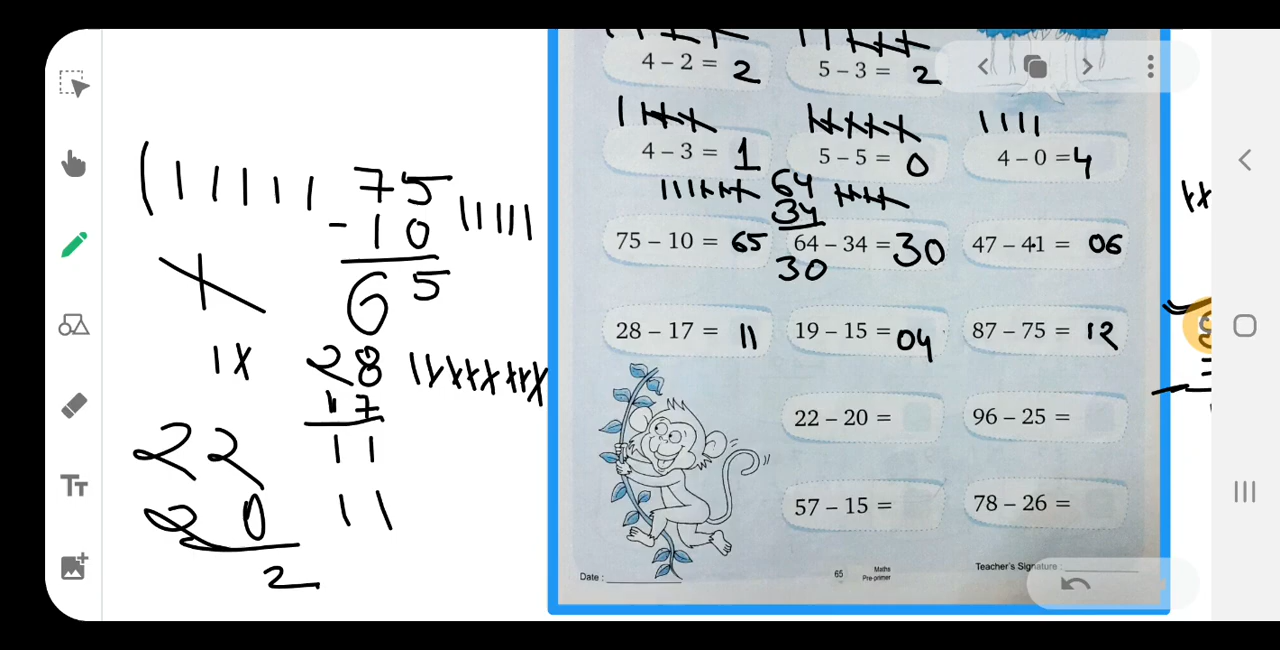 4 – 2 = 2
5 – 3 = 2
4 – 3 = 1
5 – 5 = 0
4 – 0 = 4
64
34
30
75 – 10 = 65
64 – 34 = 30
47 – 41 = 06
28 – 17 = 11
19 – 15 = 04
87 – 75 = 12
22 – 20 =
96 – 25 =
57 – 15 =
78 – 26 =
Date : ________
65
Maths
Pre-primer
Teacher's Signature : ________
75
- 10
65
28
17
11
11
22
20
2
Tt